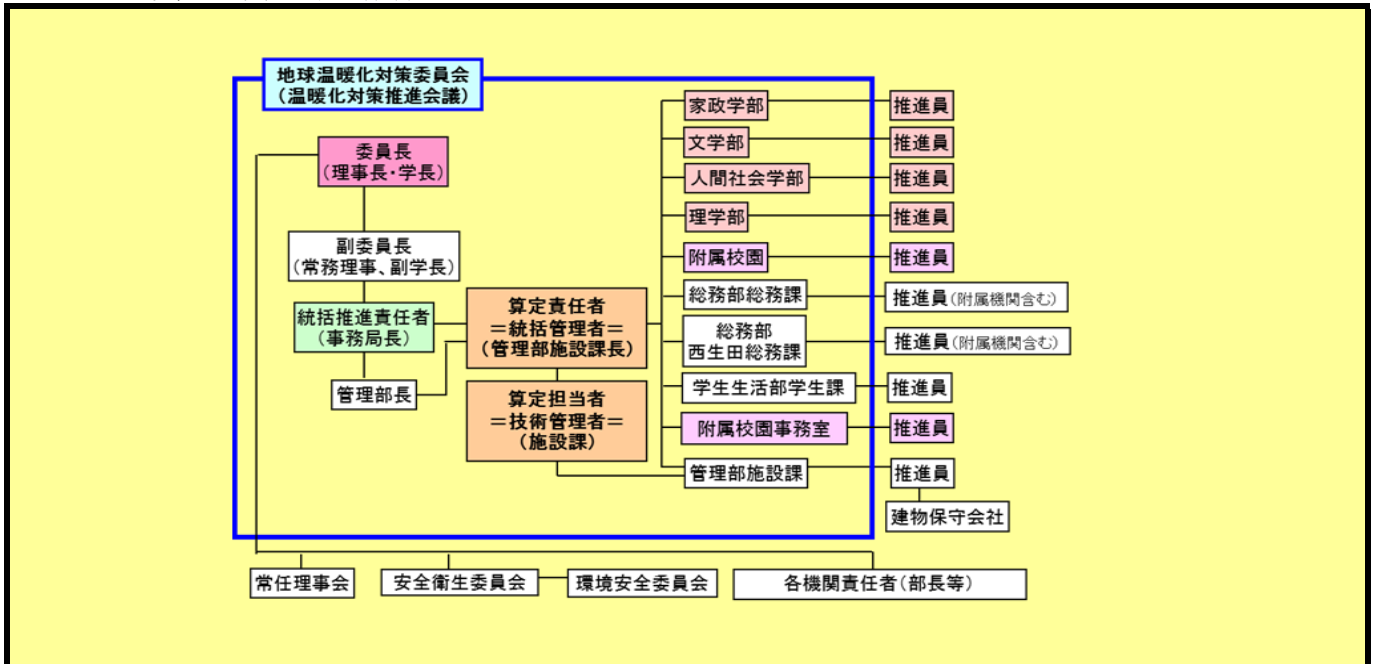 地球温暖化対策委員会
(温暖化対策推進会議)
委員長
(理事長・学長)
副委員長
(常務理事、副学長)
統括推進責任者
(事務局長)
管理部長
算定責任者
=統括管理者=
(管理部施設課長)
算定担当者
=技術管理者=
(施設課)
家政学部
推進員
文学部
推進員
人間社会学部
推進員
理学部
推進員
附属校園
推進員
総務部総務課
推進員(附属機関含む)
総務部
西生田総務課
推進員(附属機関含む)
学生生活部学生課
推進員
附属校園事務室
推進員
管理部施設課
推進員
建物保守会社
常任理事会
安全衛生委員会
環境安全委員会
各機関責任者(部長等)